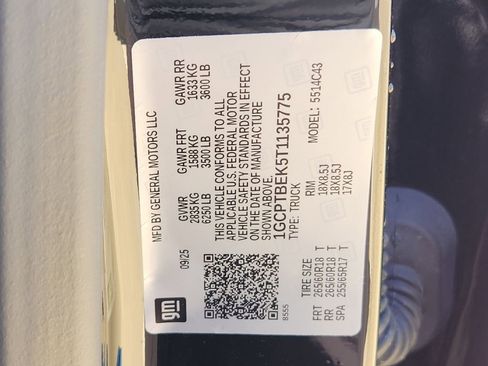 gm
MFD BY GENERAL MOTORS LLC
09/25
GVWR GAWR FRT GAWR RR
2835 KG 1588 KG 1633 KG
6250 LB 3500 LB 3600 LB
THIS VEHICLE CONFORMS TO ALL
APPLICABLE U.S. FEDERAL MOTOR
VEHICLE SAFETY STANDARDS IN EFFECT
ON THE DATE OF MANUFACTURE
SHOWN ABOVE.
1GCPTBEK5T1135775
TYPE: TRUCK MODEL: 5514C43
8555
TIRE SIZE RIM
FRT 265/60R18 T 18X8.5J
RR 265/60R18 T 18X8.5J
SPA 255/65R17 T 17X8J